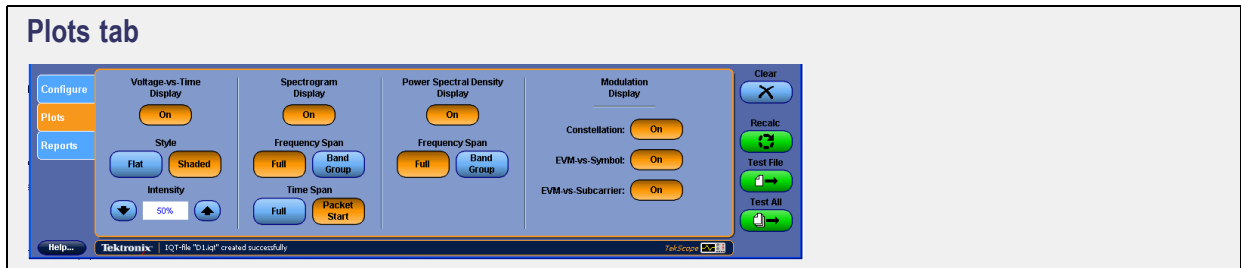 Plots tab
Configure
Plots
Reports
Voltage-vs-Time
Display
On
Style
Flat
Shaded
Intensity
50%
Spectrogram
Display
On
Frequency Span
Full
Band
Group
Time Span
Full
Packet
Start
Power Spectral Density
Display
On
Frequency Span
Full
Band
Group
Modulation
Display
Constellation: On
EVM-vs-Symbol: On
EVM-vs-Subcarrier: On
Clear
Recalc
Test File
Test All
Help...
Tektronix IQT-file "D1.iqt" created successfully
TekScope